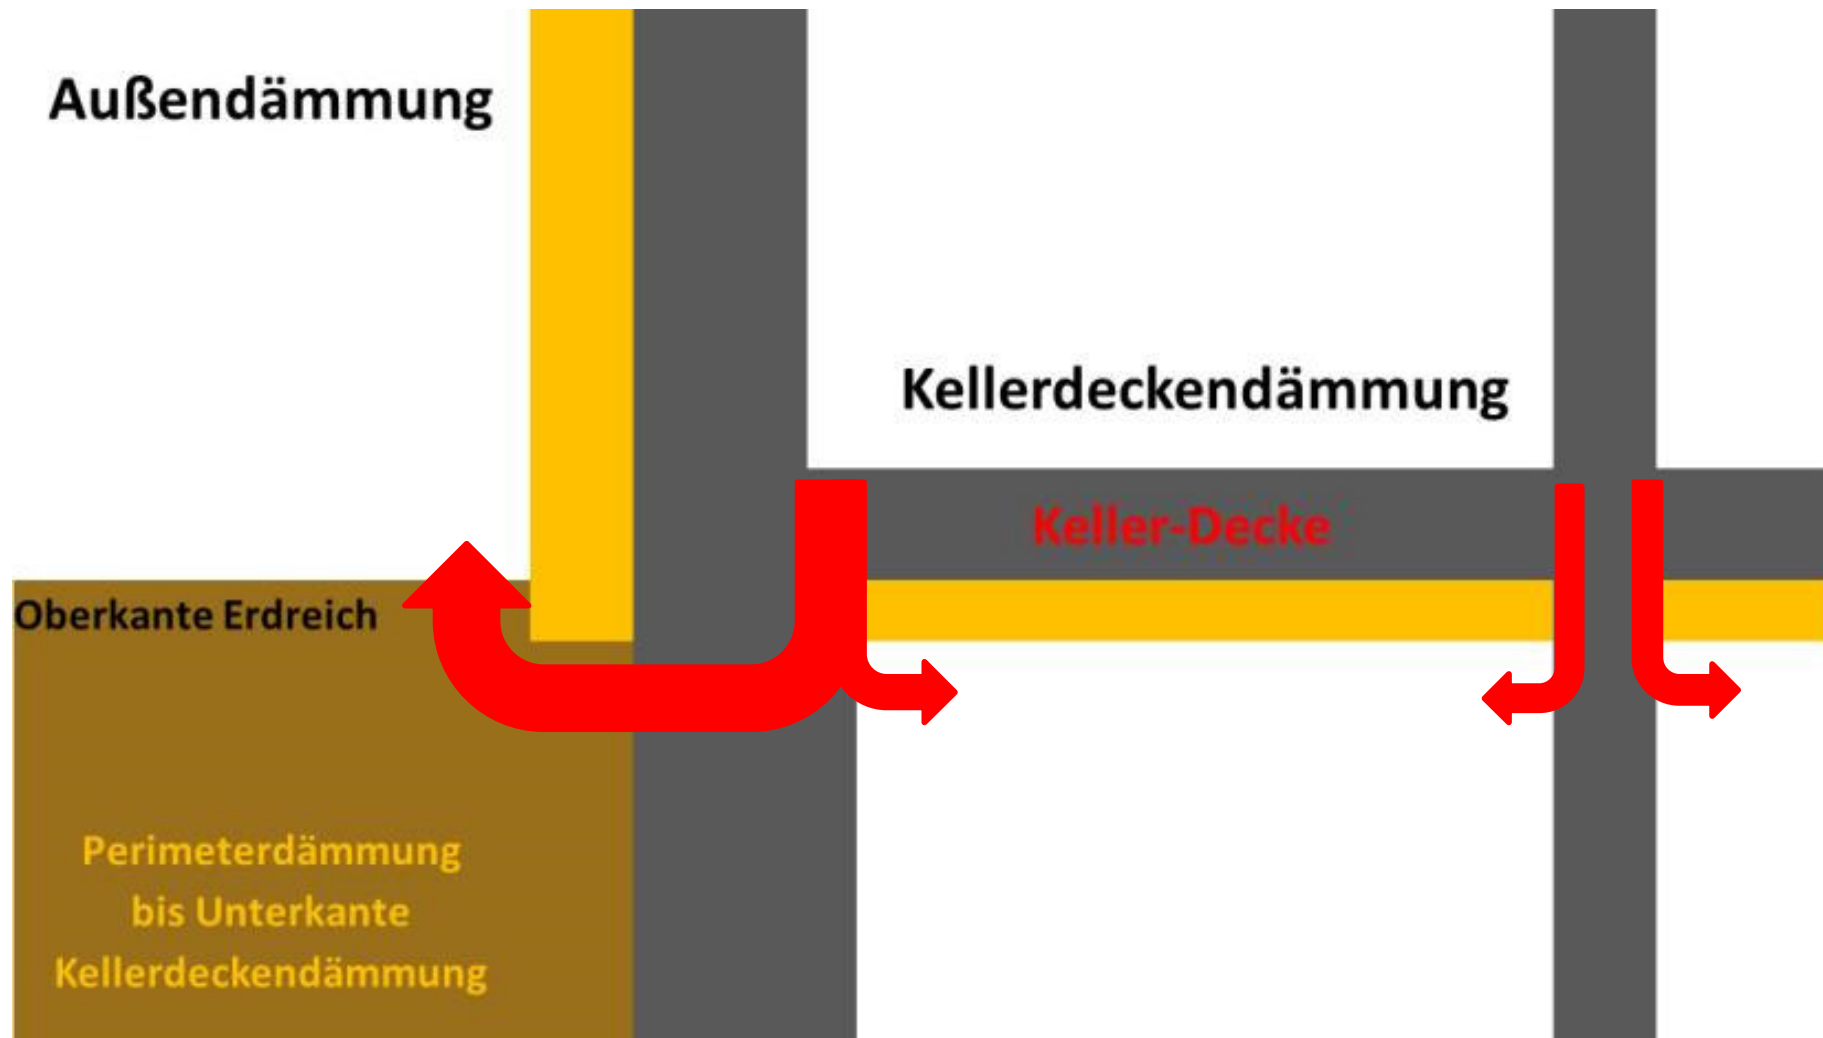 Außendämmung
Kellerdeckendämmung
Keller-Decke
Oberkante Erdreich
Perimeterdämmung
bis Unterkante
Kellerdeckendämmung